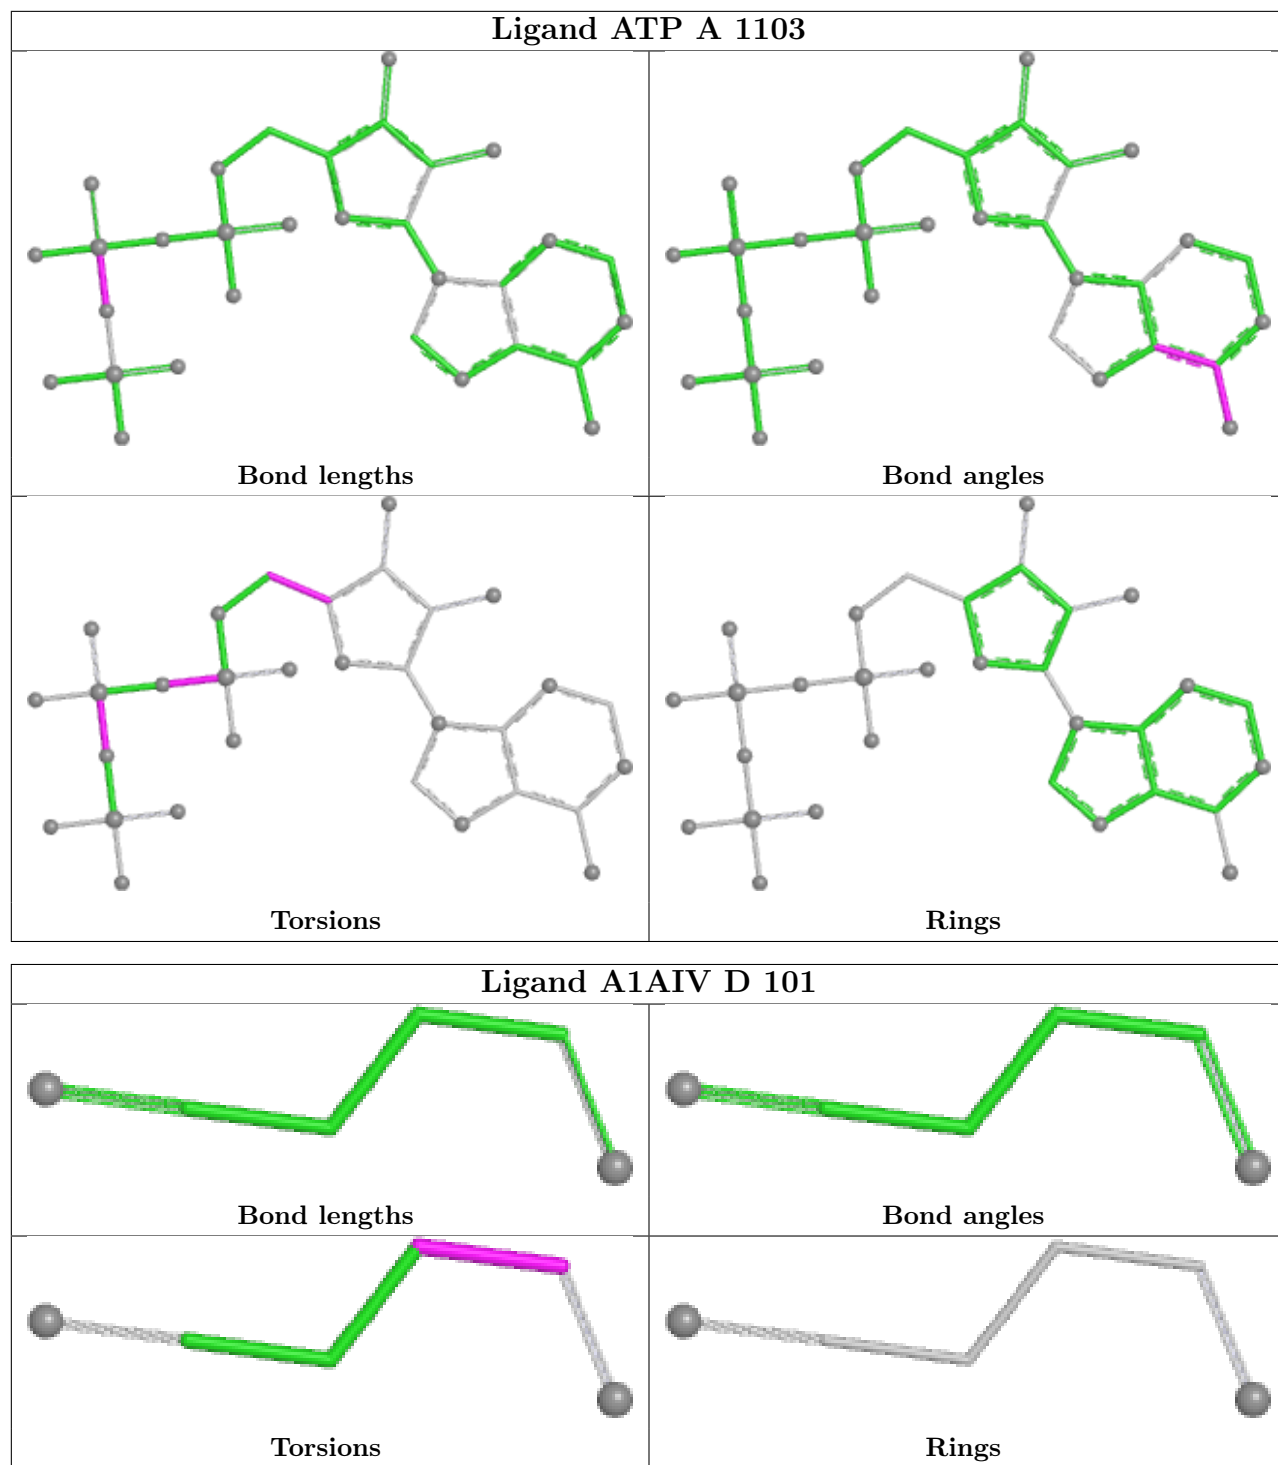 Ligand ATP A 1103
Bond lengths
Bond angles
Torsions
Rings
Ligand A1AIV D 101
Bond lengths
Bond angles
Torsions
Rings